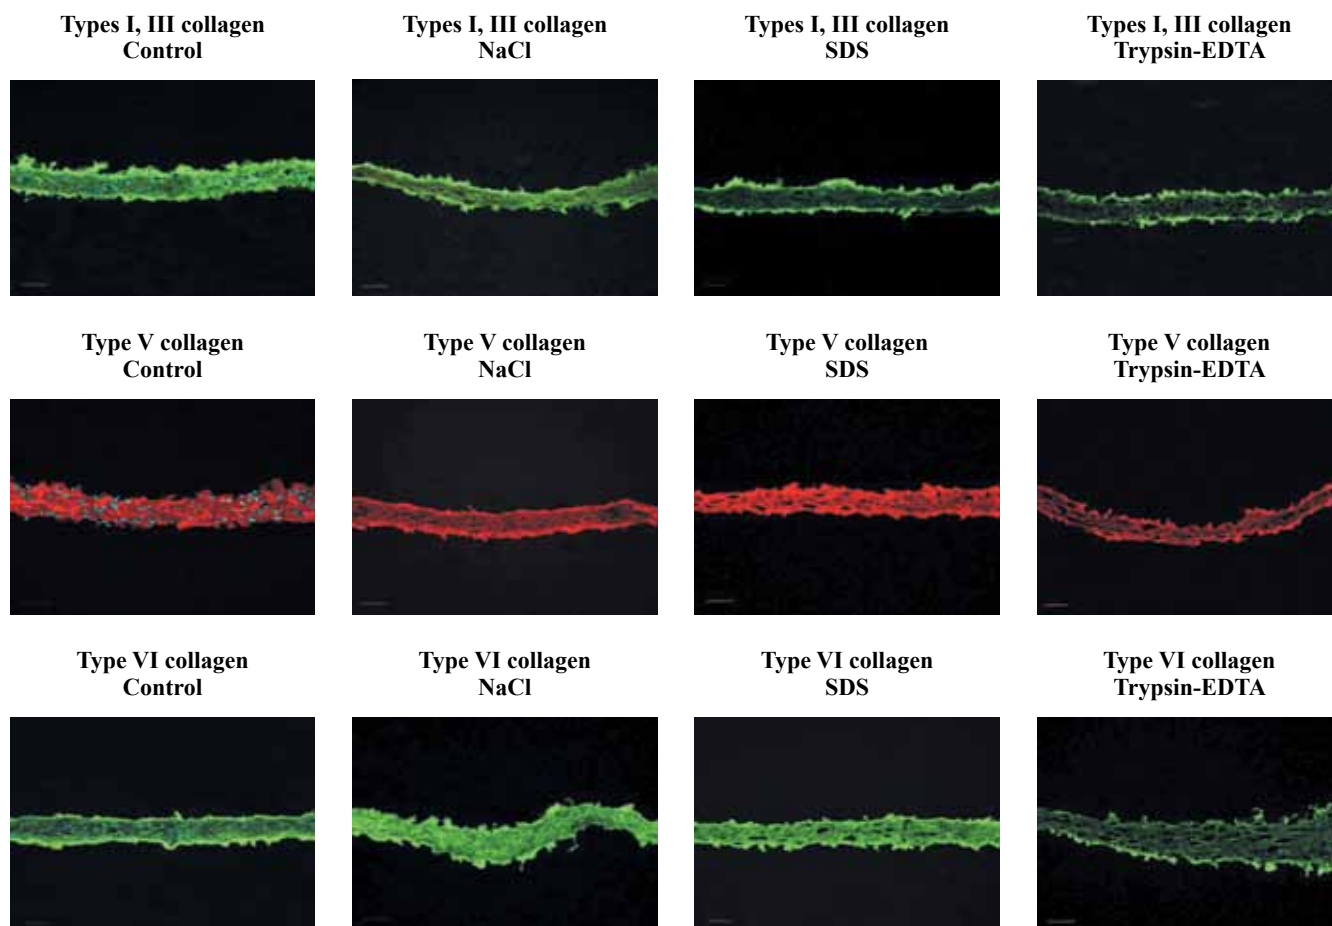 Types I, III collagen
Control
Types I, III collagen
NaCl
Types I, III collagen
SDS
Types I, III collagen
Trypsin-EDTA
Type V collagen
Control
Type V collagen
NaCl
Type V collagen
SDS
Type V collagen
Trypsin-EDTA
Type VI collagen
Control
Type VI collagen
NaCl
Type VI collagen
SDS
Type VI collagen
Trypsin-EDTA